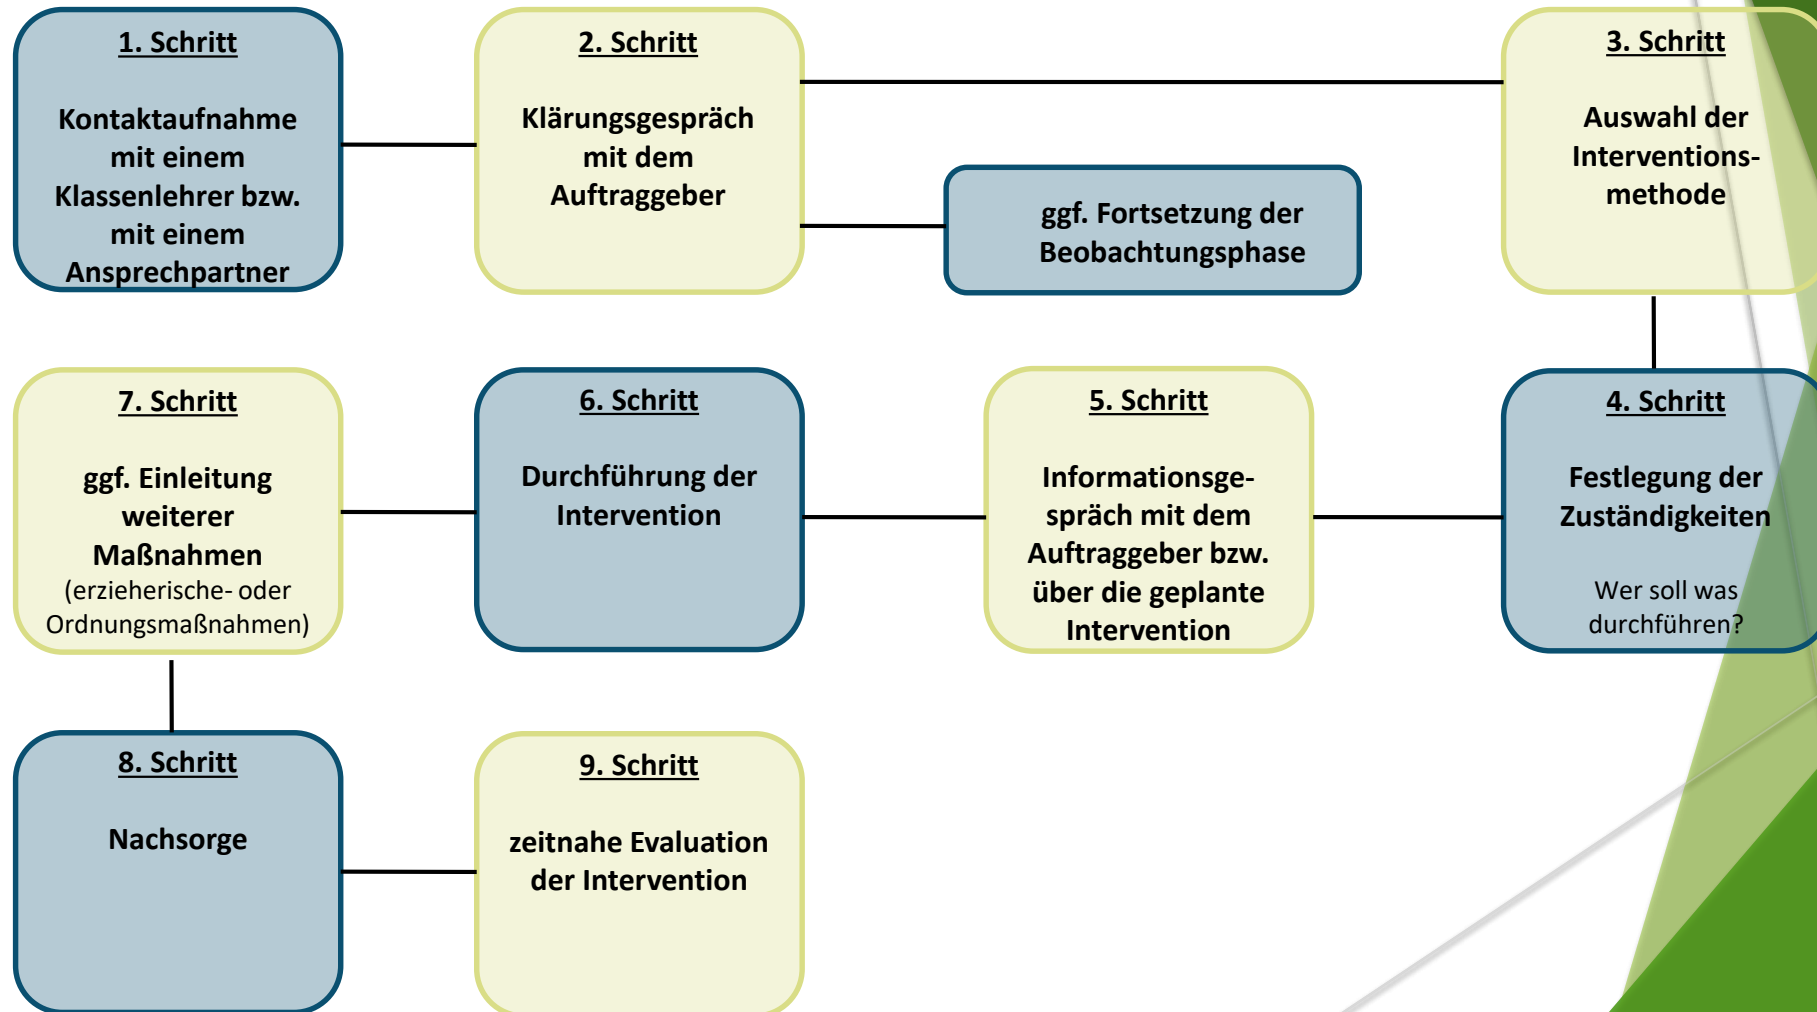 1. Schritt
Kontaktaufnahme
mit einem
Klassenlehrer bzw.
mit einem
Ansprechpartner
2. Schritt
Klärungsgespräch
mit dem
Auftraggeber
ggf. Fortsetzung der
Beobachtungsphase
3. Schritt
Auswahl der
Interventions-
methode
4. Schritt
Festlegung der
Zuständigkeiten
Wer soll was
durchführen?
5. Schritt
Informationsge-
spräch mit dem
Auftraggeber bzw.
über die geplante
Intervention
6. Schritt
Durchführung der
Intervention
7. Schritt
ggf. Einleitung
weiterer
Maßnahmen
(erzieherische- oder
Ordnungsmaßnahmen)
8. Schritt
Nachsorge
9. Schritt
zeitnahe Evaluation
der Intervention